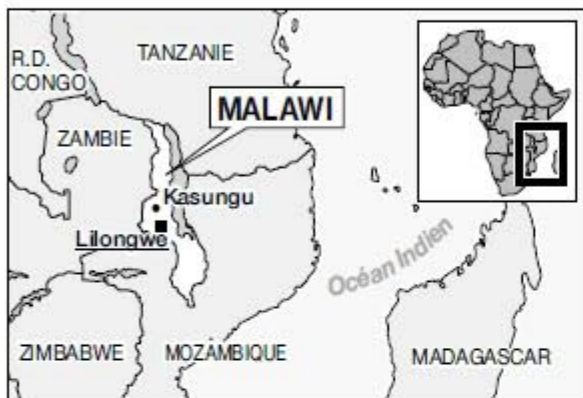 TANZANIE
R.D.
CONGO
MALAWI
ZAMBIE
Kasungu
Lilongwe
Océan Indien
ZIMBABWE
MOZAMBIQUE
MADAGASCAR